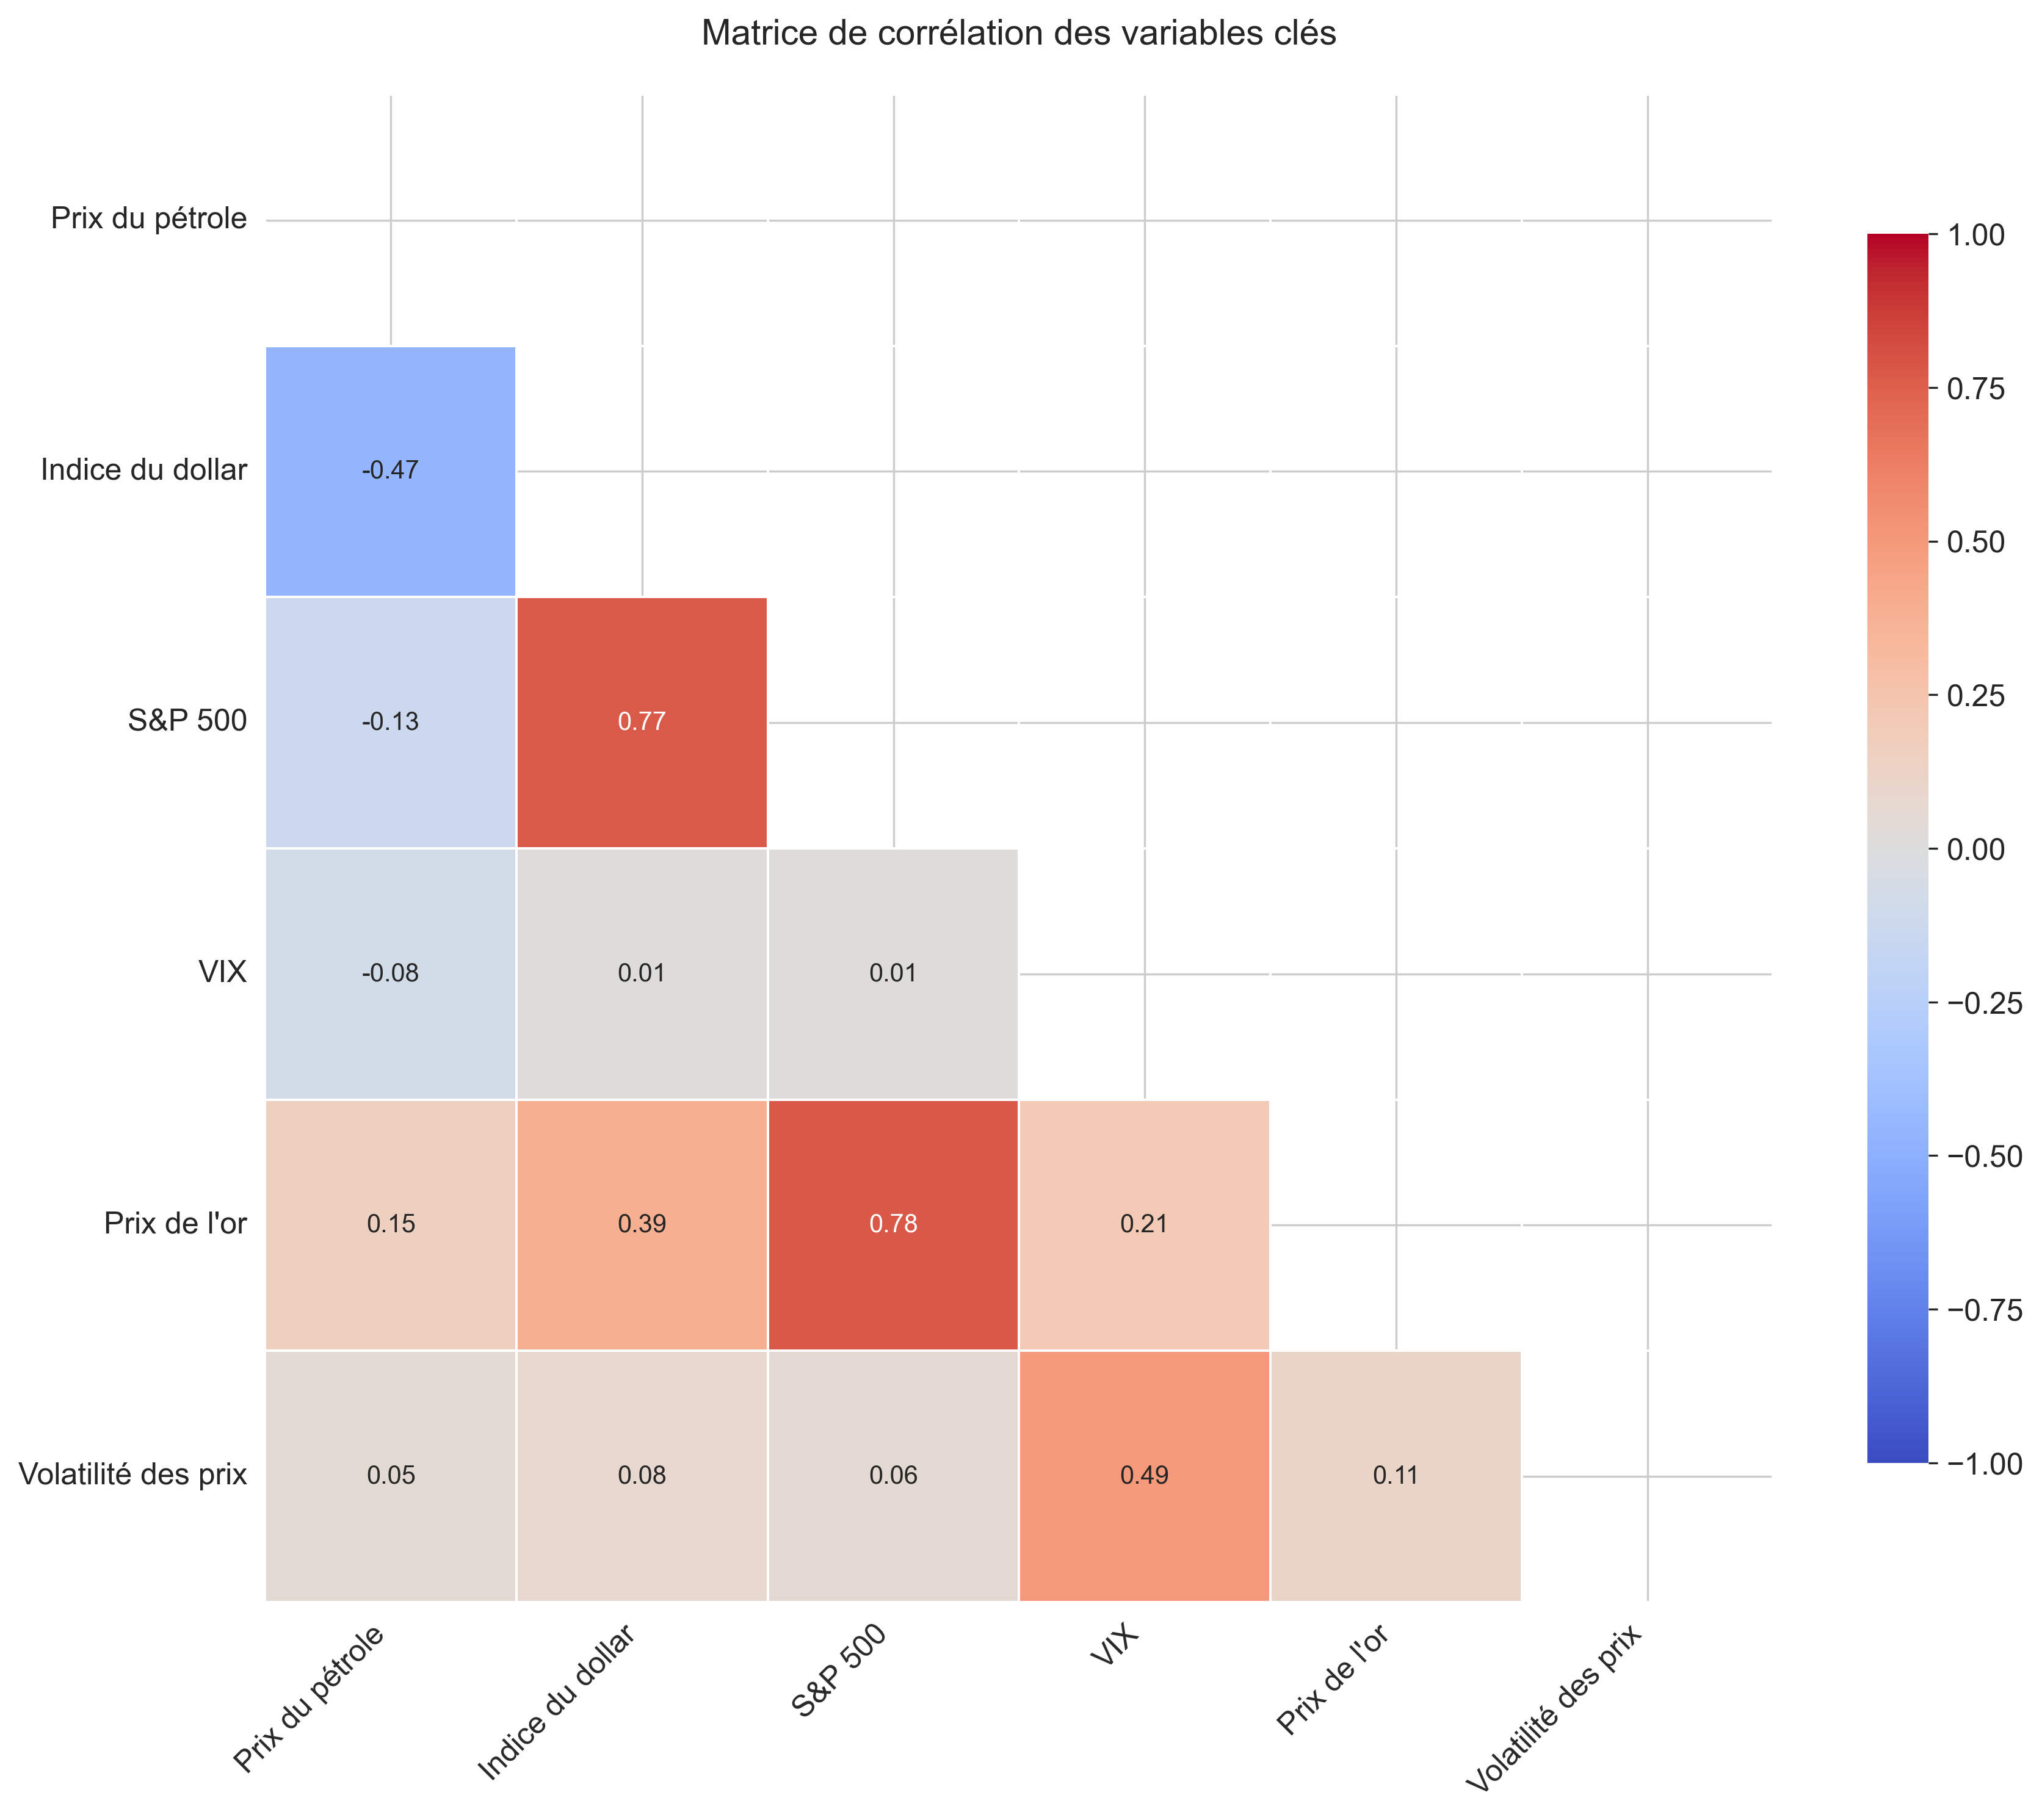 Matrice de corrélation des variables clés
Prix du pétrole
1.00
0.75
Indice du dollar
-0.47
0.50
0.25
S&P 500
-0.13
0.77
0.00
VIX
-0.08
0.01
0.01
−0.25
−0.50
Prix de l'or
0.15
0.39
0.78
0.21
−0.75
−1.00
Volatilité des prix
0.05
0.08
0.06
0.49
0.11
Prix du pétrole
Indice du dollar
S&P 500
VIX
Prix de l'or
Volatilité des prix